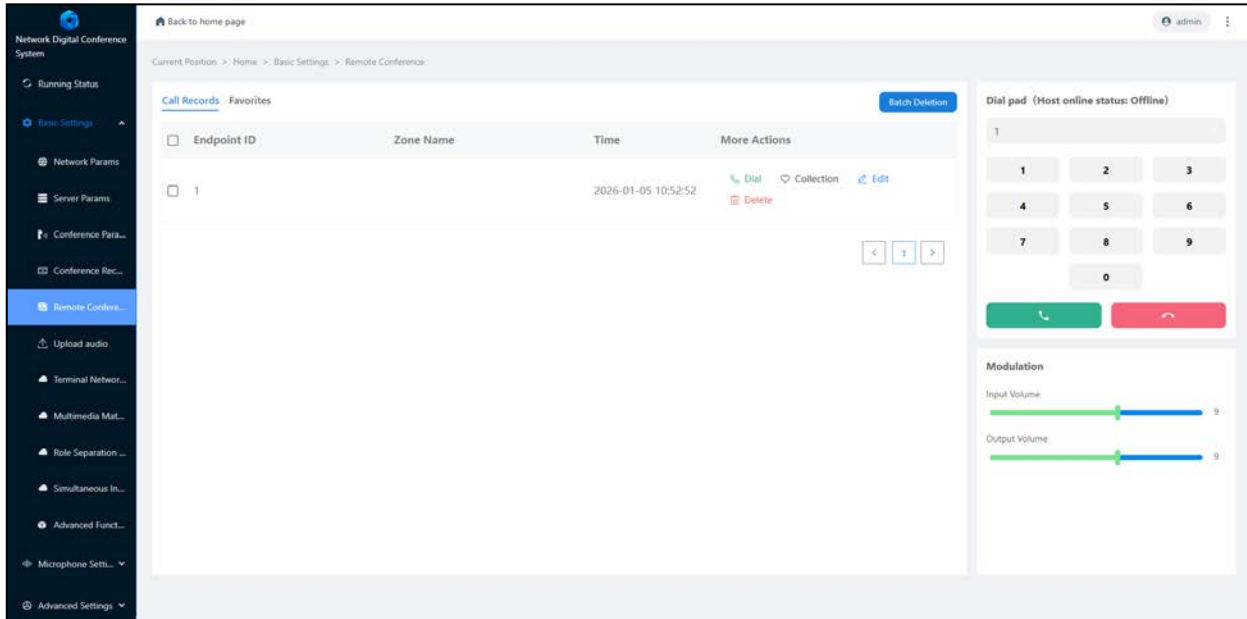 Network Digital Conference
System
Running Status
Basic Settings
Network Params
Server Params
Conference Para...
Conference Rec...
Remote Confere...
Upload audio
Terminal Networ...
Multimedia Mat...
Role Separation ...
Simultaneous In...
Advanced Funct...
Microphone Setti...
Advanced Settings
Back to home page
admin
Current Position > Home > Basic Settings > Remote Conference
Call Records Favorites
Batch Deletion
Endpoint ID Zone Name Time More Actions
1 2026-01-05 10:52:52 Dial Collection Edit
Delete
< 1 >
Dial pad (Host online status: Offline)
1
1 2 3
4 5 6
7 8 9
0
Modulation
Input Volume
9
Output Volume
9